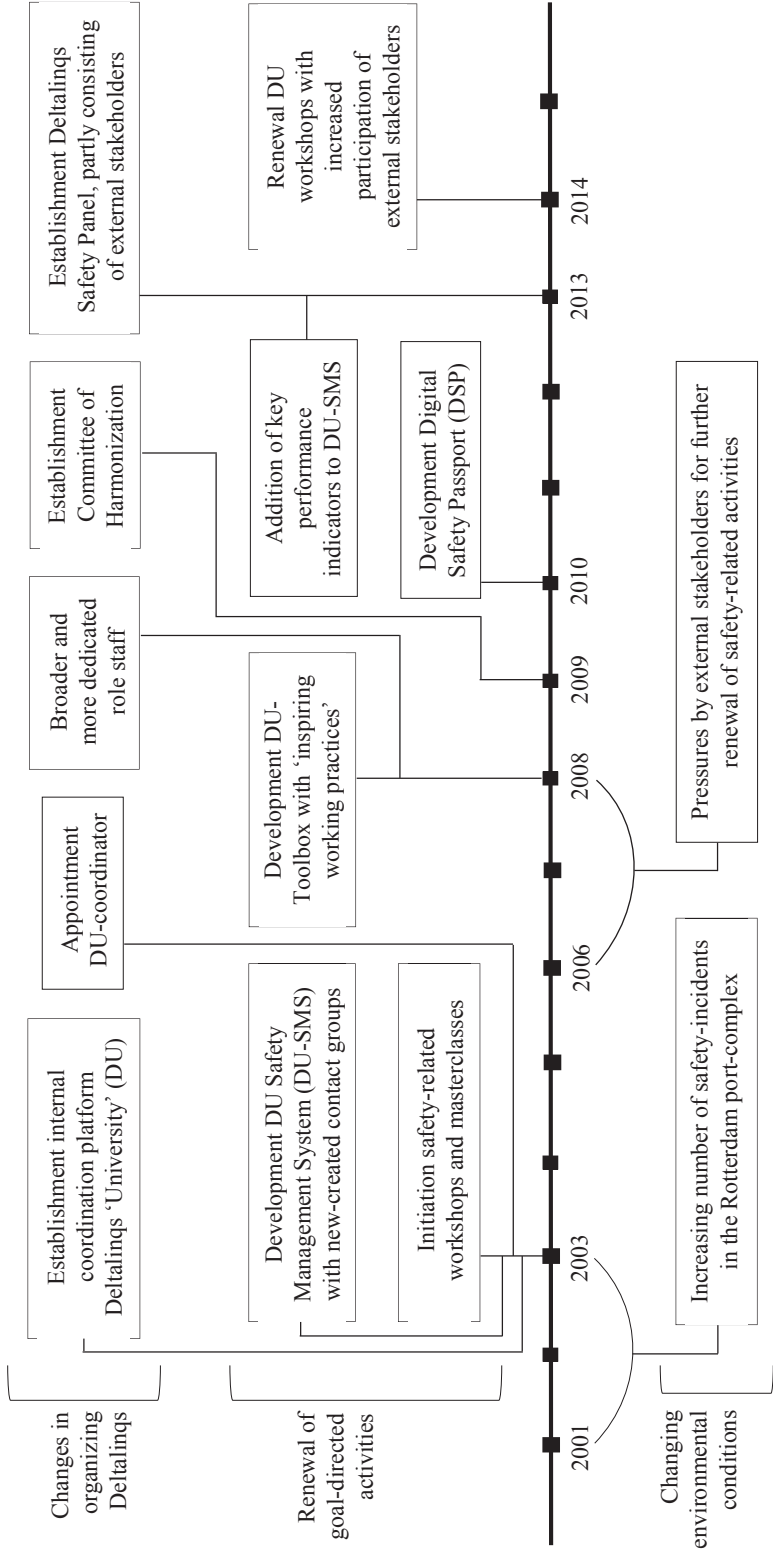 Changes in
organizing
Deltalinqs
Establishment internal
coordination platform
Deltalinqs ‘University’ (DU)
Appointment
DU-coordinator
Broader and
more dedicated
role staff
Establishment
Committee of
Harmonization
Establishment Deltalinqs
Safety Panel, partly consisting
of external stakeholders
Renewal of
goal-directed
activities
Development DU Safety
Management System (DU-SMS)
with new-created contact groups
Initiation safety-related
workshops and masterclasses
Development DU-
Toolbox with ‘inspiring
working practices’
Addition of key
performance
indicators to DU-SMS
Development Digital
Safety Passport (DSP)
Renewal DU
workshops with
increased
participation of
external stakeholders
2001
2003
2006
2008
2009
2010
2013
2014
Changing
environmental
conditions
Increasing number of safety-incidents
in the Rotterdam port-complex
Pressures by external stakeholders for further
renewal of safety-related activities